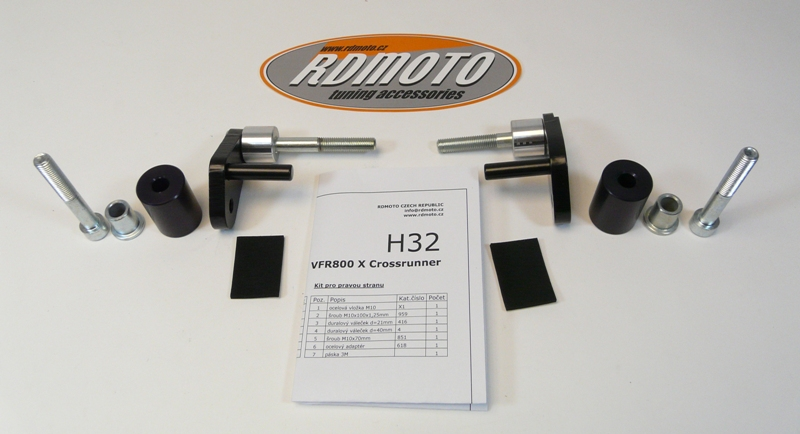 www.rdmoto.cz
RDMOTO
tuning accessories
RDMOTO CZECH REPUBLIC
info@rdmoto.cz
www.rdmoto.cz
H32
VFR800 X Crossrunner
Kit pro pravou stranu
Poz. Popis Kat.číslo Počet
1 ocelová vložka M10 X1 1
2 šroub M10x100x1,25mm 959 1
3 duralový váleček d=21mm 416 1
4 duralový váleček d=40mm 4 1
5 šroub M10x70mm 851 1
6 ocelový adaptér 618 1
7 páska 3M 1